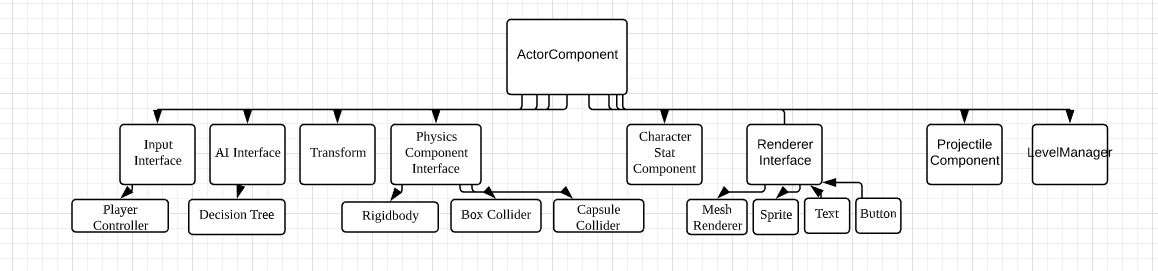 ActorComponent
Input
Interface
AI Interface
Transform
Physics
Component
Interface
Character
Stat
Component
Renderer
Interface
Projectile
Component
LevelManager
Player
Controller
Decision Tree
Rigidbody
Box Collider
Capsule
Collider
Mesh
Renderer
Sprite
Text
Button